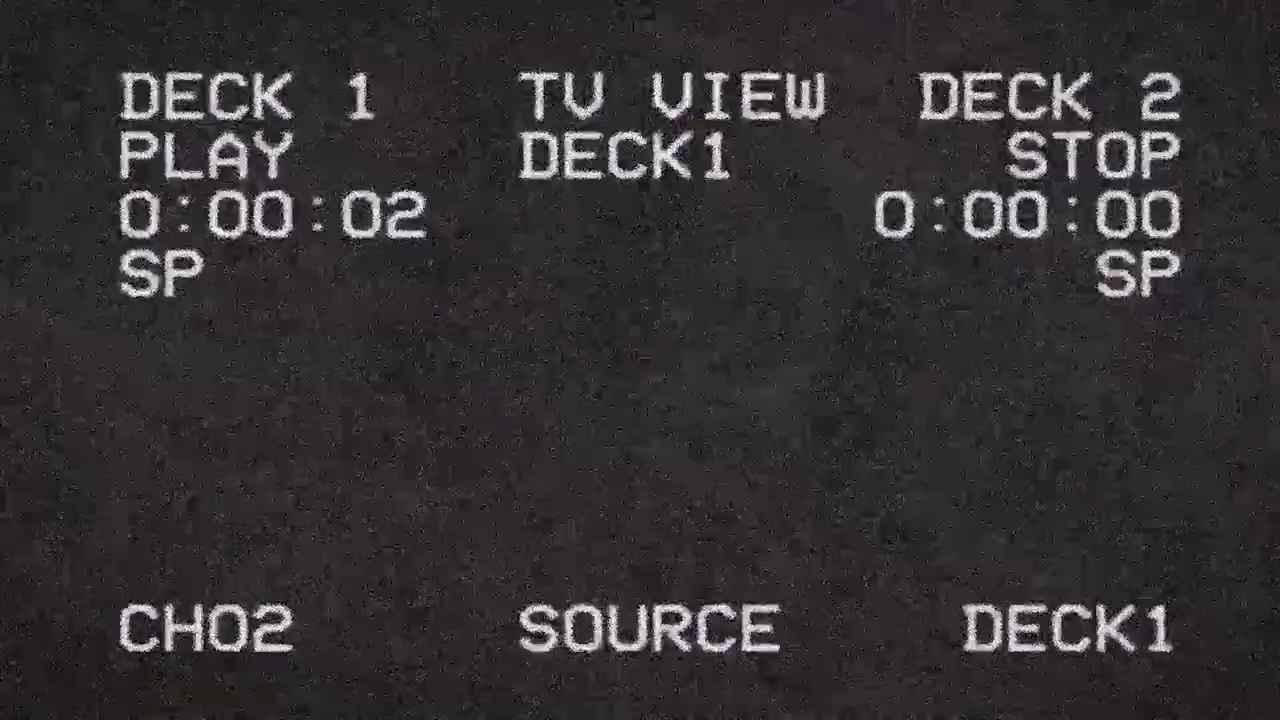 DECK 1 TV VIEW DECK 2
PLAY DECK1 STOP
0:00:02 0:00:00
SP SP
CH02 SOURCE DECK1